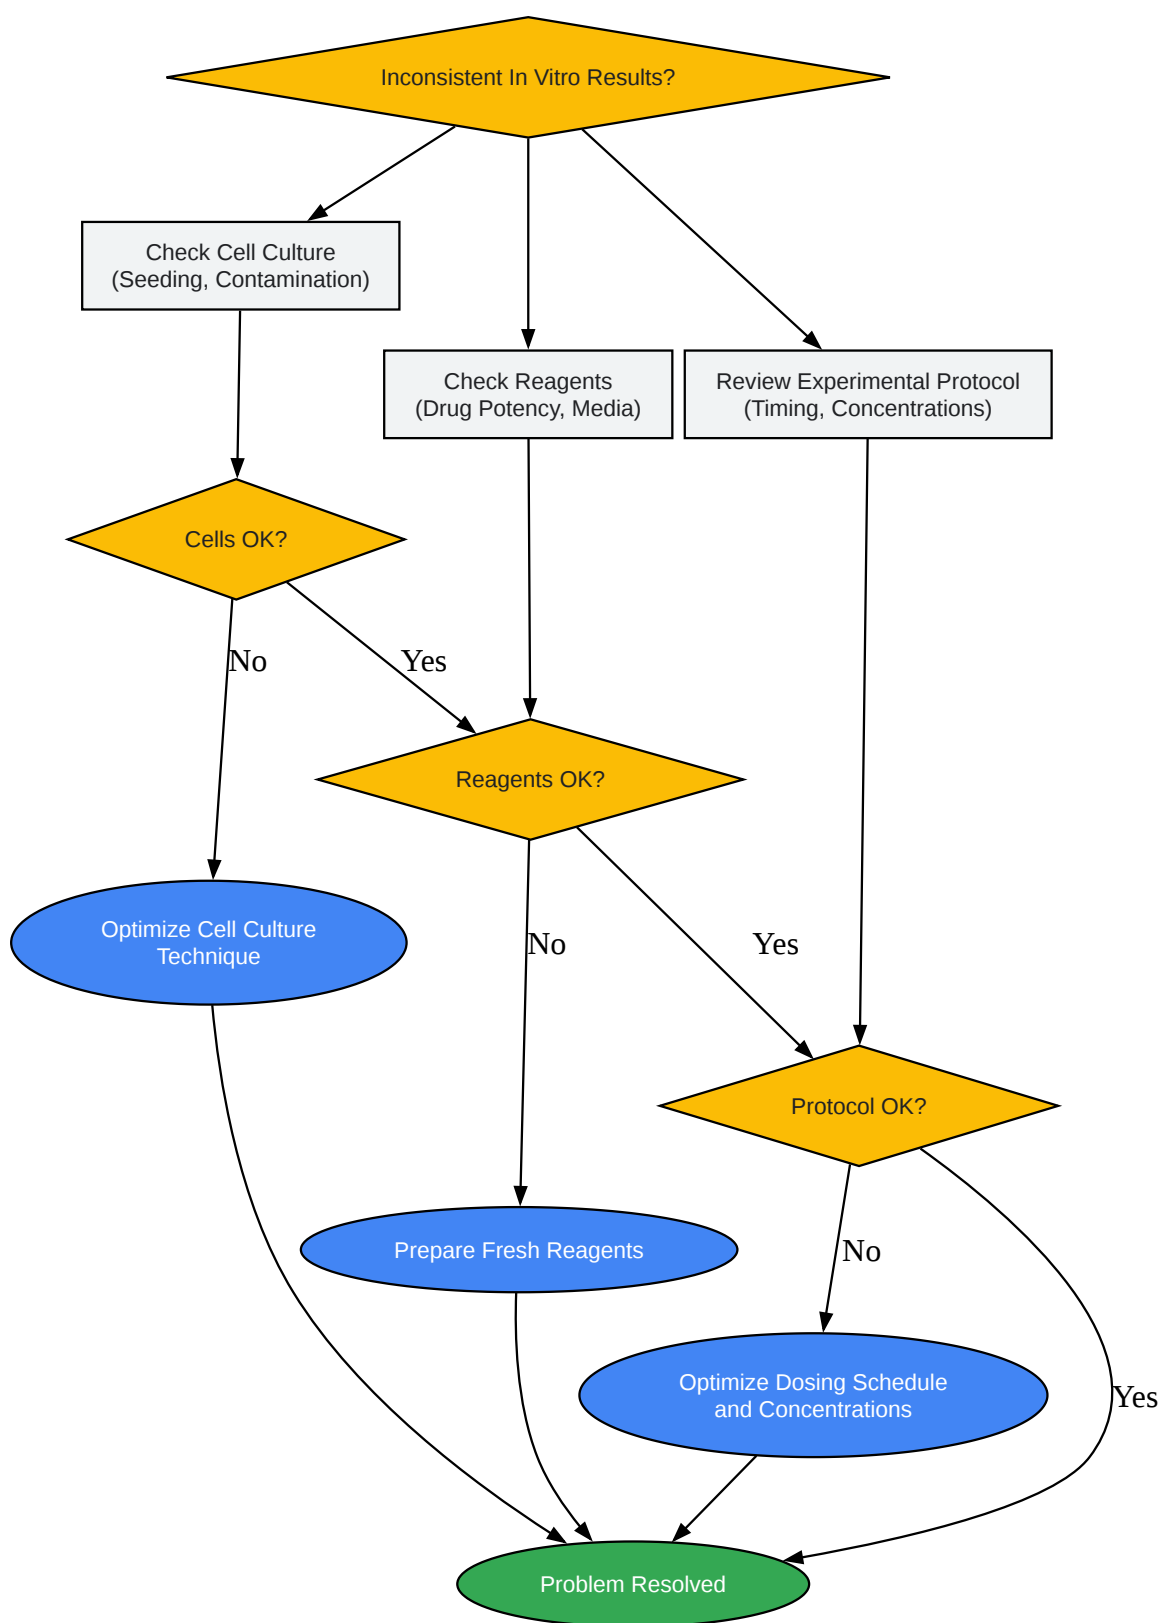 Inconsistent In Vitro Results?
Check Cell Culture
(Seeding, Contamination)
Check Reagents
(Drug Potency, Media)
Review Experimental Protocol
(Timing, Concentrations)
Cells OK?
No
Yes
Reagents OK?
Optimize Cell Culture
Technique
No
Yes
Protocol OK?
Prepare Fresh Reagents
No
Optimize Dosing Schedule
and Concentrations
Yes
Problem Resolved